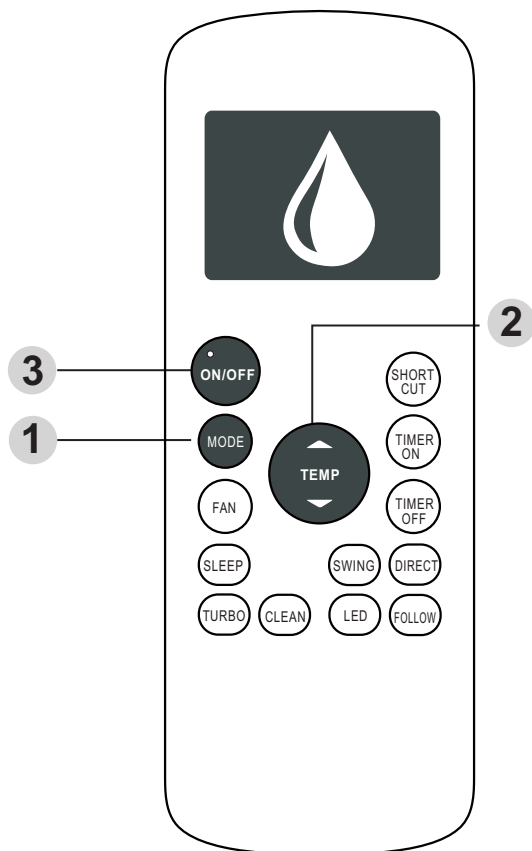 2
3
ON/OFF
SHORT
CUT
1
MODE
TEMP
TIMER
ON
FAN
TIMER
OFF
SLEEP
SWING
DIRECT
TURBO
CLEAN
LED
FOLLOW